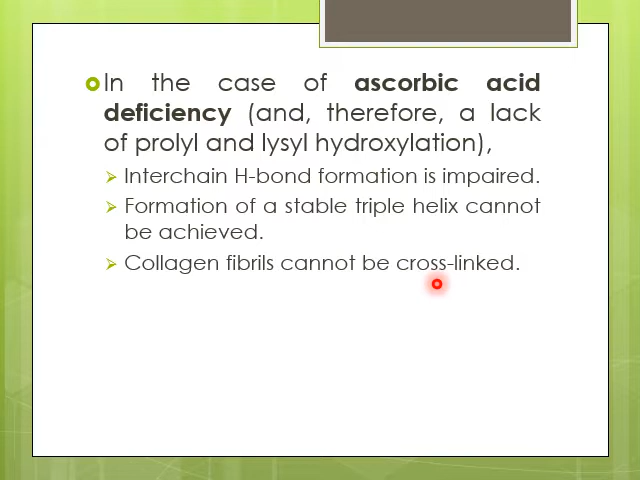 In the case of ascorbic acid
deficiency (and, therefore, a lack
of prolyl and lysyl hydroxylation),
Interchain H-bond formation is impaired.
Formation of a stable triple helix cannot
be achieved.
Collagen fibrils cannot be cross-linked.